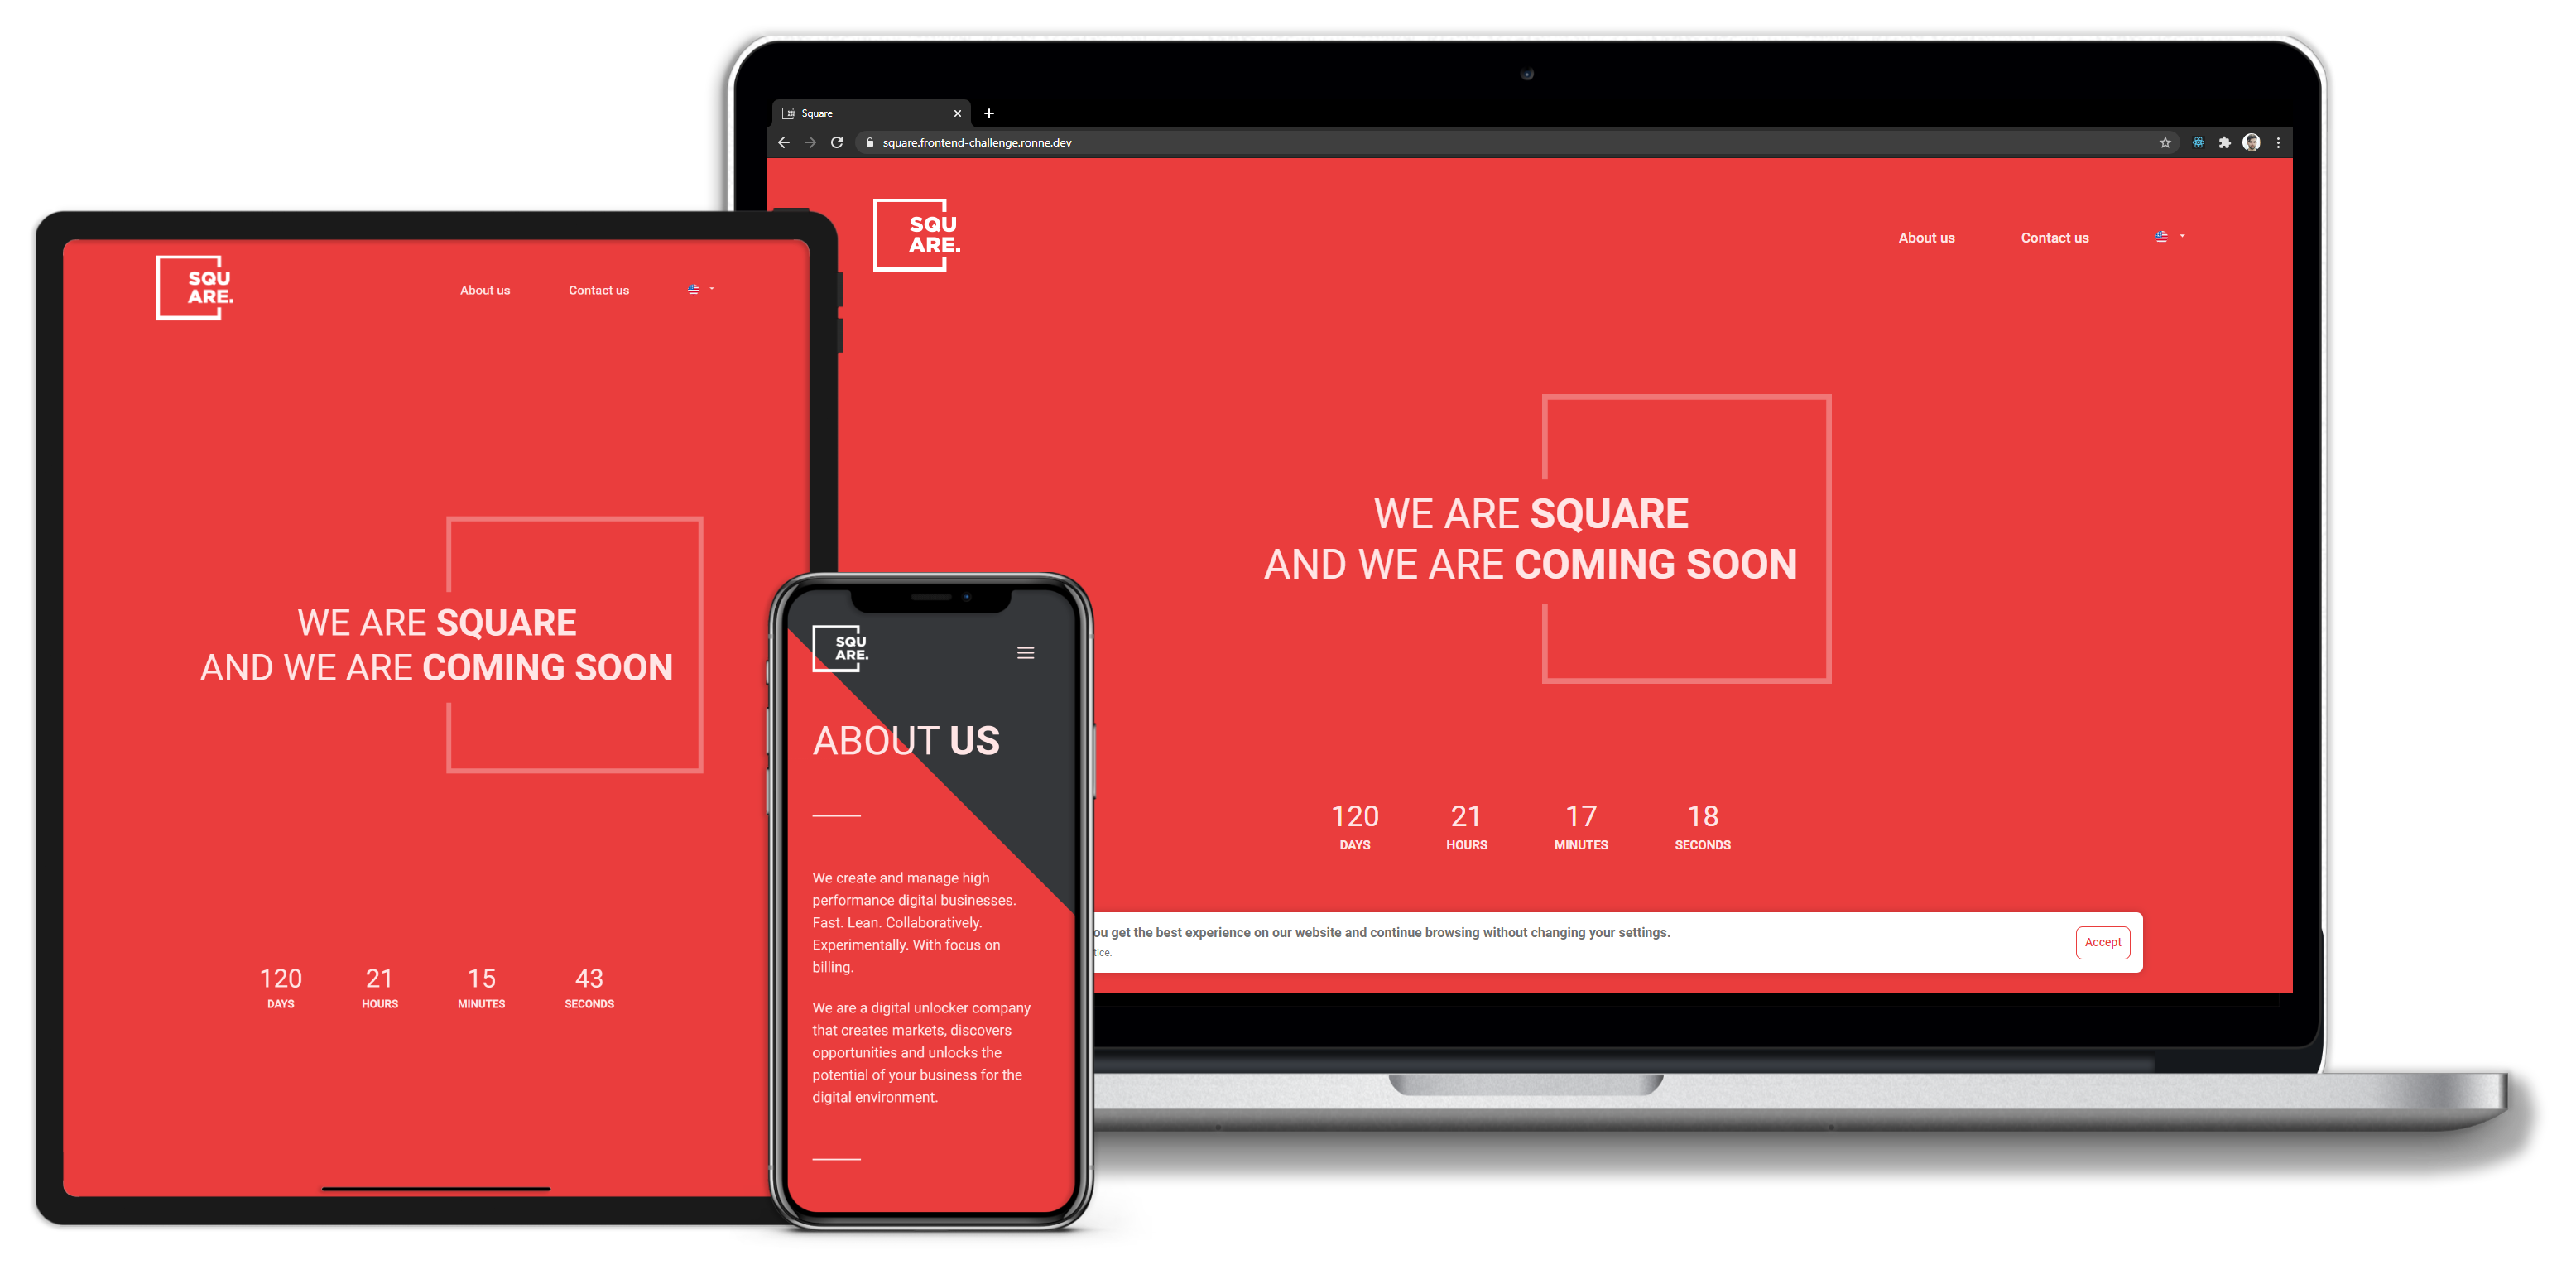 Square
square.frontend-challenge.ronne.dev
SQU
ARE.
About us
Contact us
WE ARE SQUARE
AND WE ARE COMING SOON
120
21
17
18
DAYS
HOURS
MINUTES
SECONDS
get the best experience on our website and continue browsing without changing your settings.
Accept
SQU
ARE.
About us
Contact us
WE ARE SQUARE
AND WE ARE COMING SOON
120
21
15
43
DAYS
HOURS
MINUTES
SECONDS
SQU
ARE.
ABOUT US
We create and manage high
performance digital businesses.
Fast. Lean. Collaboratively.
Experimentally. With focus on
billing.
We are a digital unlocker company
that creates markets, discovers
opportunities and unlocks the
potential of your business for the
digital environment.